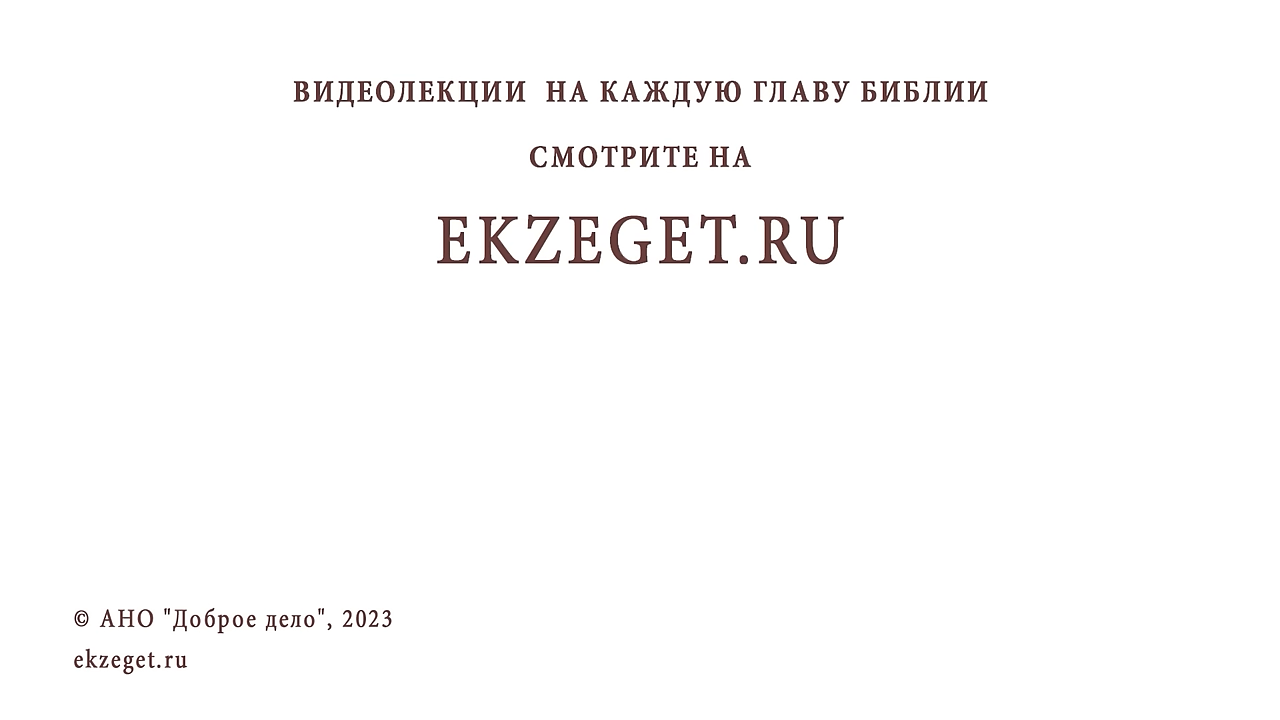 ВИДЕОЛЕКЦИИ НА КАЖДУЮ ГЛАВУ БИБЛИИ
СМОТРИТЕ НА
EKZEGET.RU
© АНО "Доброе дело", 2023
ekzeget.ru